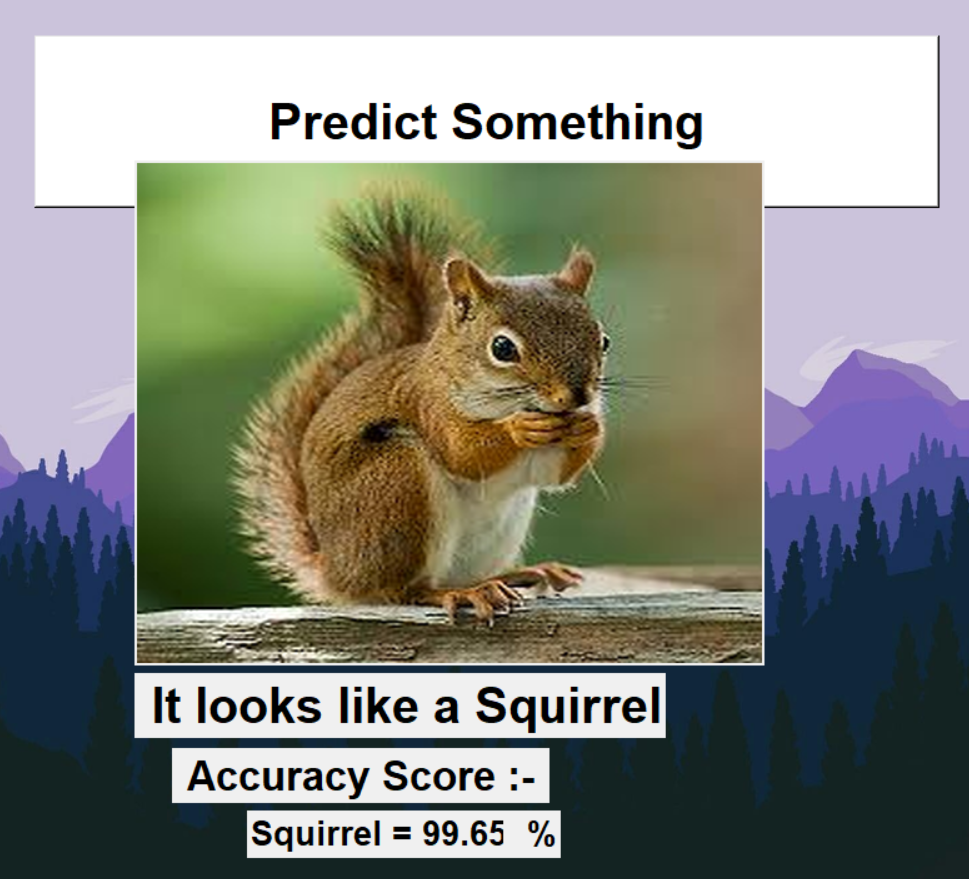 Predict Something
It looks like a Squirrel
Accuracy Score :-
Squirrel = 99.65 %